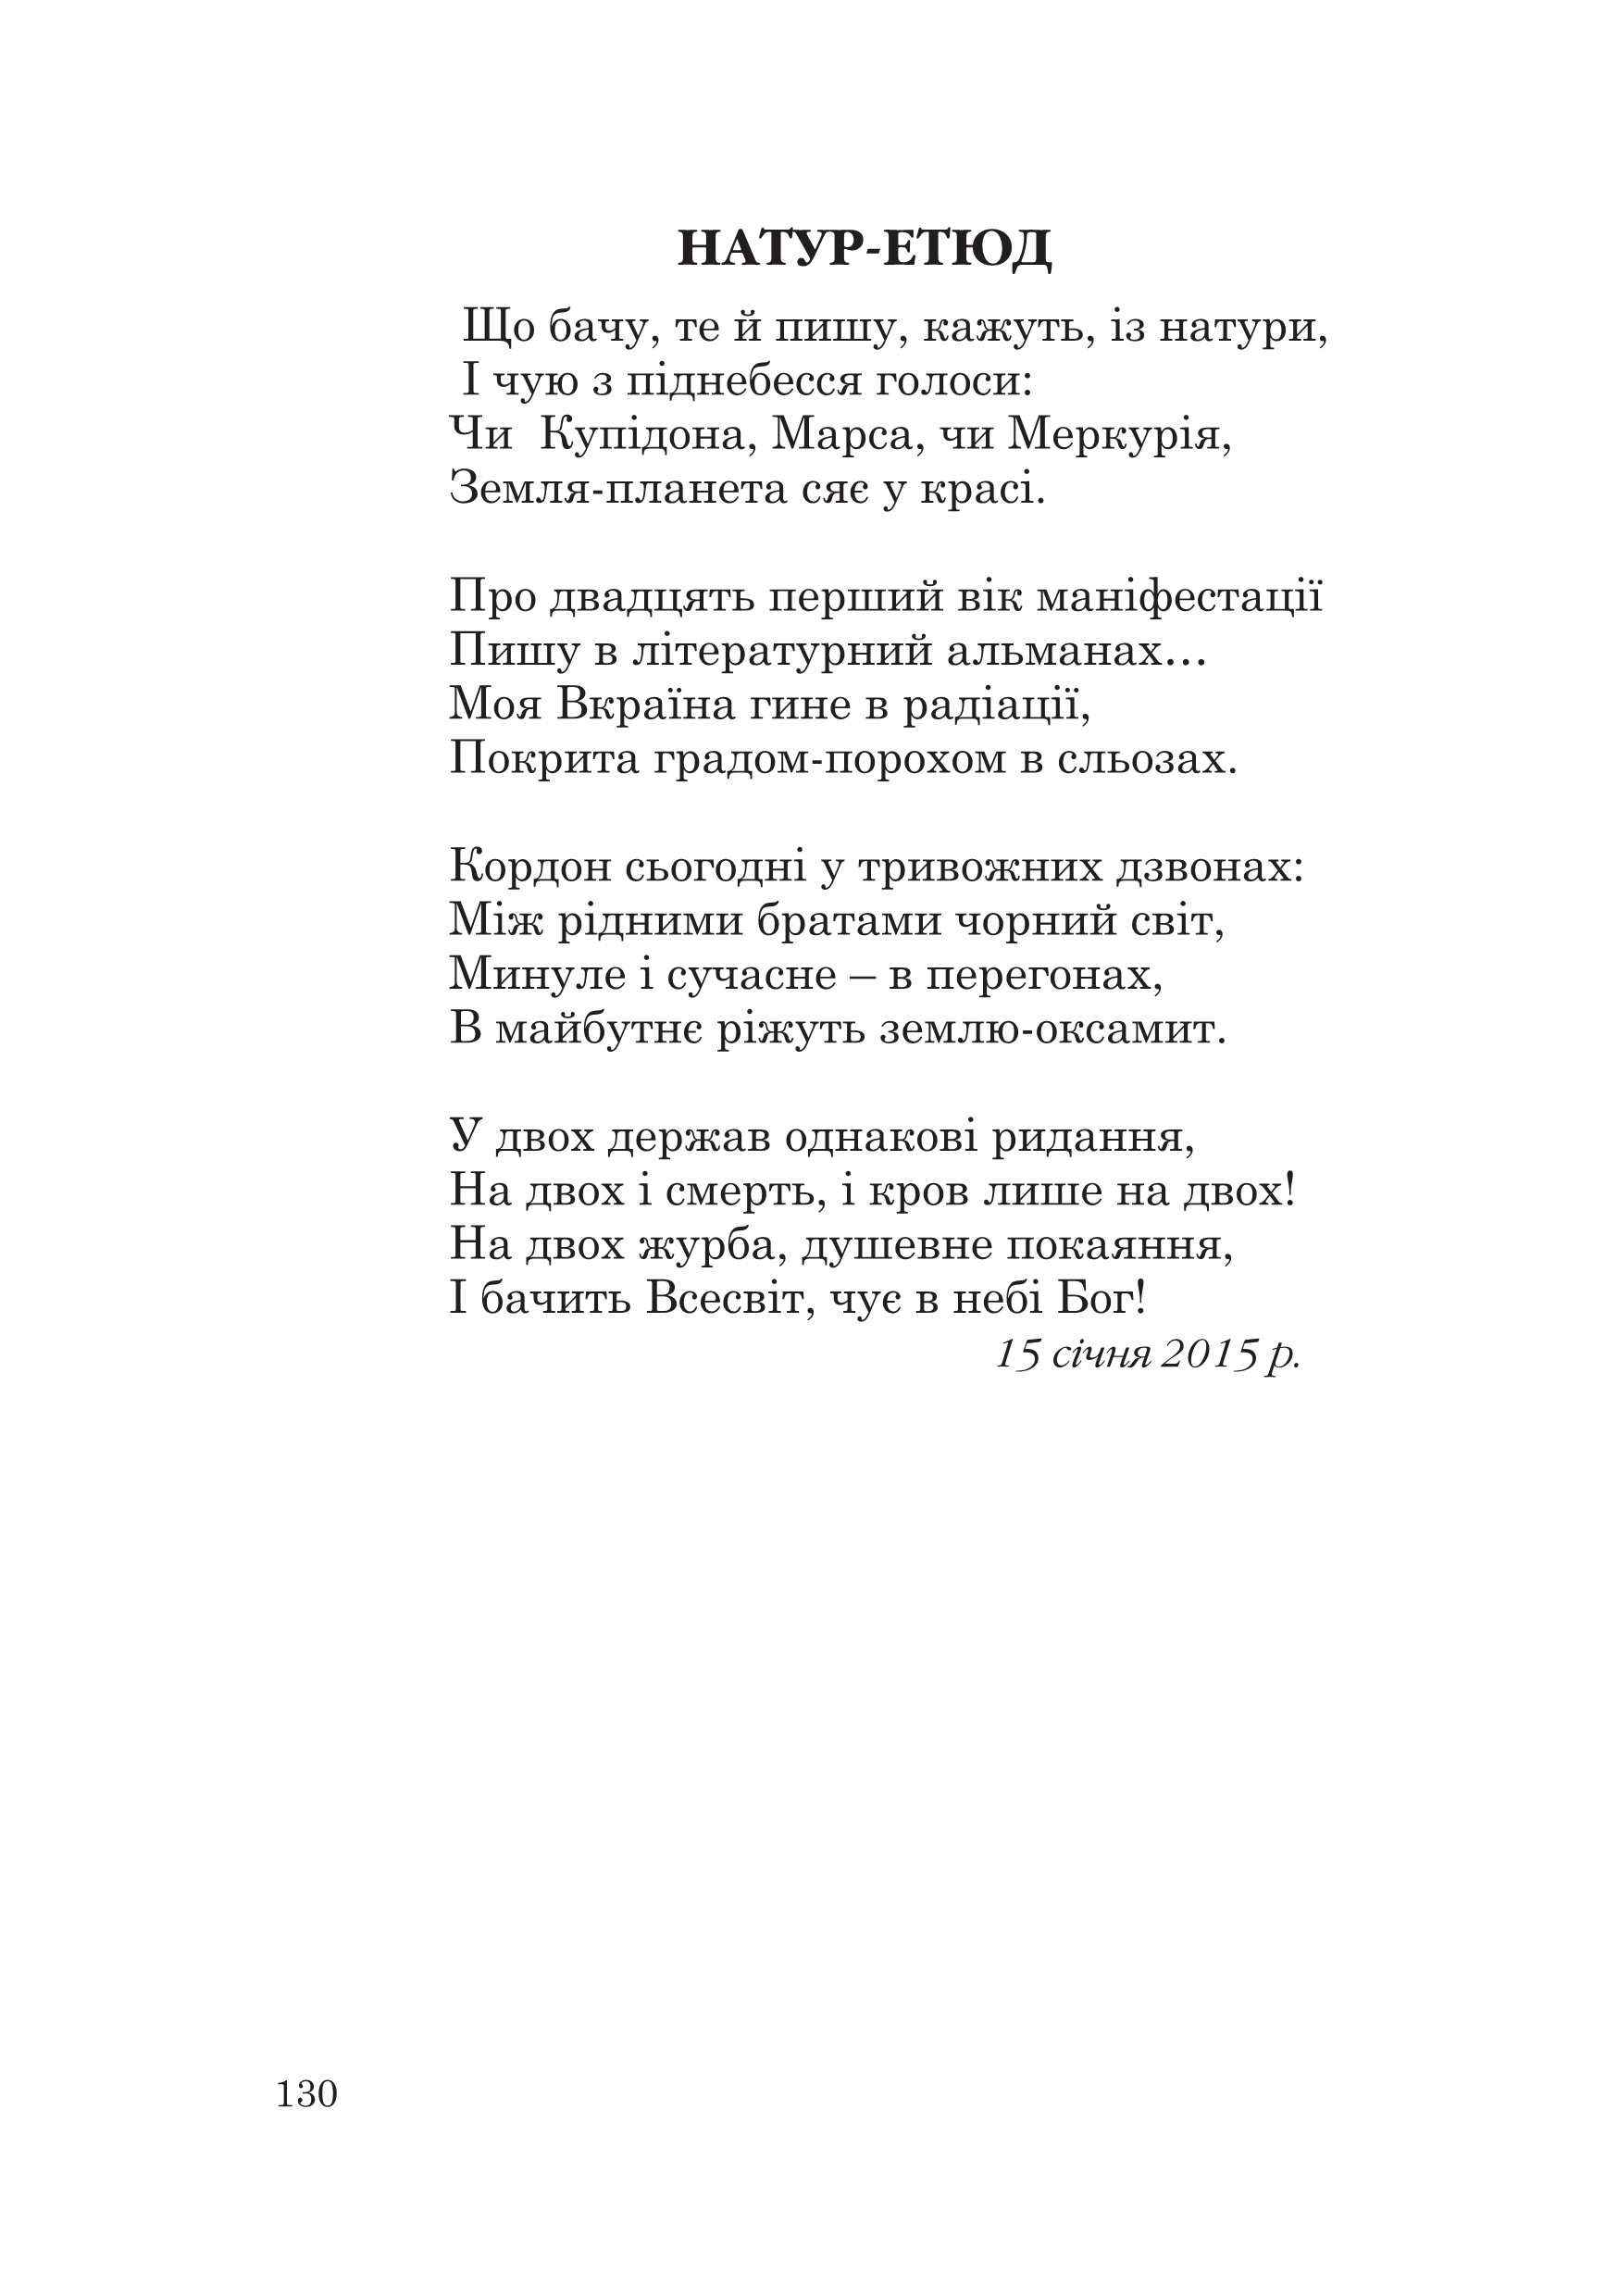 НАТУР-ЕТЮД
Що бачу, те й пишу, кажуть, із натури,
І чую з піднебесся голоси:
Чи Купідона, Марса, чи Меркурія,
Земля-планета сяє у красі.
Про двадцять перший вік маніфестації
Пишу в літературний альманах...
Моя Вкраїна гине в радіації,
Покрита градом-порохом в сльозах.
Кордон сьогодні у тривожних дзвонах:
Між рідними братами чорний світ,
Минуле і сучасне – в перегонах,
В майбутнє ріжуть землю-оксамит.
У двох держав однакові ридання,
На двох і смерть, і кров лише на двох!
На двох журба, душевне покаяння,
І бачить Всесвіт, чує в небі Бог!
15 січня 2015 р.
130